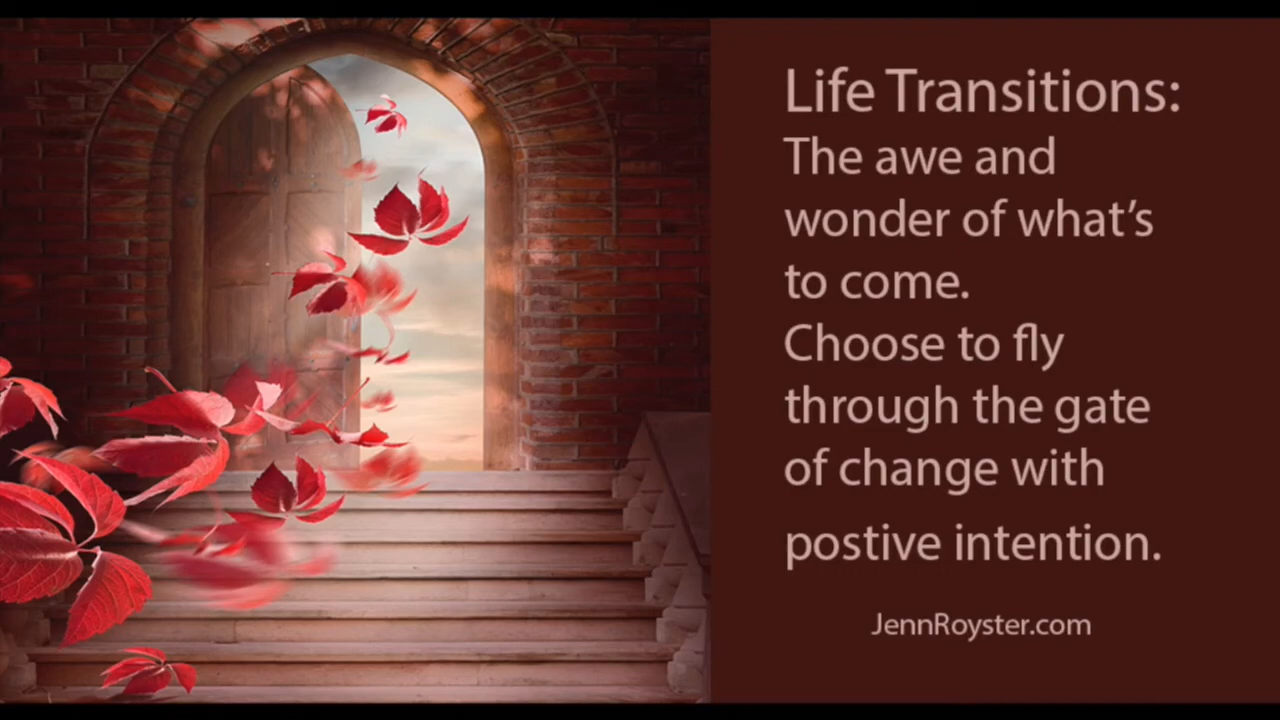 Life Transitions:
The awe and
wonder of what’s
to come.
Choose to fly
through the gate
of change with
postive intention.
JennRoyster.com